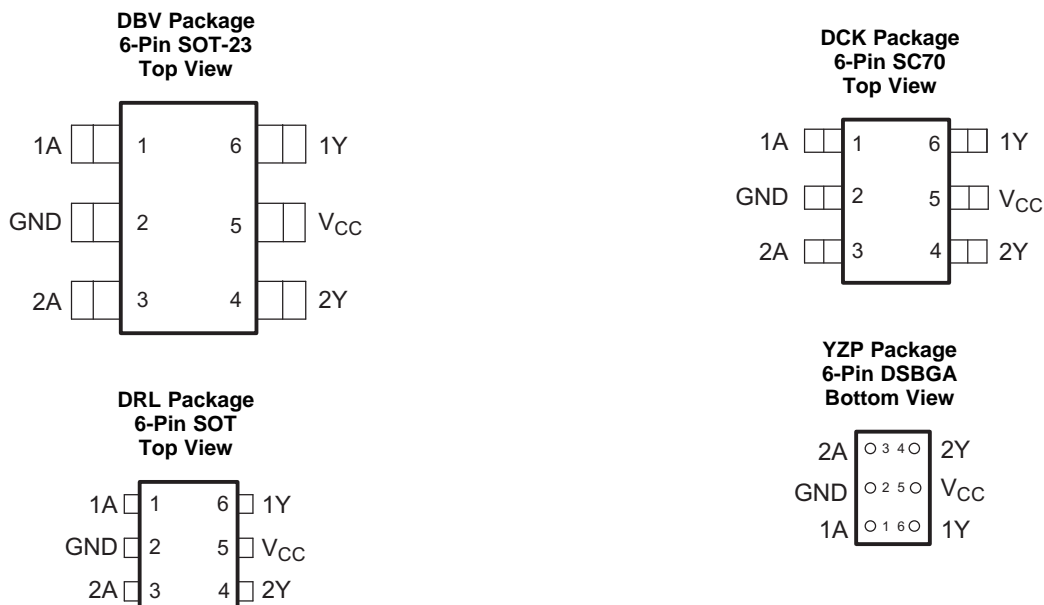 DBV Package
6-Pin SOT-23
Top View
1A 1 6 1Y
GND 2 5 VCC
2A 3 4 2Y
DCK Package
6-Pin SC70
Top View
1A 1 6 1Y
GND 2 5 VCC
2A 3 4 2Y
DRL Package
6-Pin SOT
Top View
1A 1 6 1Y
GND 2 5 VCC
2A 3 4 2Y
YZP Package
6-Pin DSBGA
Bottom View
2A 3 4 2Y
GND 2 5 VCC
1A 1 6 1Y